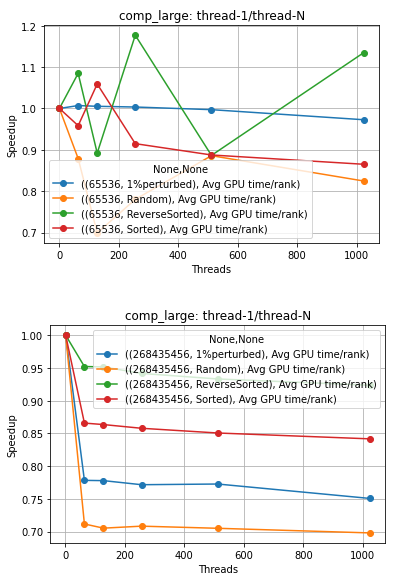 comp_large: thread-1/thread-N
1.2
1.1
1.0
0.9
0.8
0.7
Speedup
None,None
((65536, 1%perturbed), Avg GPU time/rank)
((65536, Random), Avg GPU time/rank)
((65536, ReverseSorted), Avg GPU time/rank)
((65536, Sorted), Avg GPU time/rank)
0 200 400 600 800 1000
Threads
comp_large: thread-1/thread-N
1.00
0.95
0.90
0.85
0.80
0.75
0.70
Speedup
None,None
((268435456, 1%perturbed), Avg GPU time/rank)
((268435456, Random), Avg GPU time/rank)
((268435456, ReverseSorted), Avg GPU time/rank)
((268435456, Sorted), Avg GPU time/rank)
0 200 400 600 800 1000
Threads